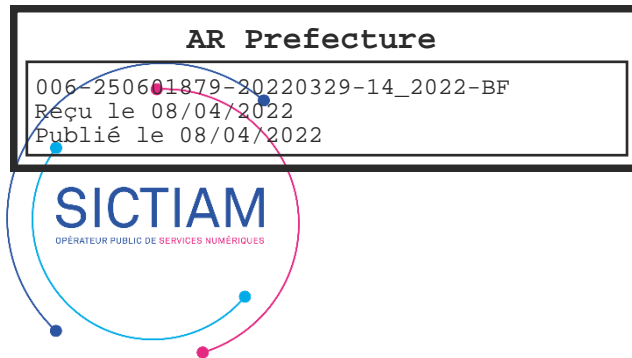 AR Prefecture
006-250601879-20220329-14_2022-BF
Reçu le 08/04/2022
Publié le 08/04/2022
SICTIAM
OPÉRATEUR PUBLIC DE SERVICES NUMÉRIQUES